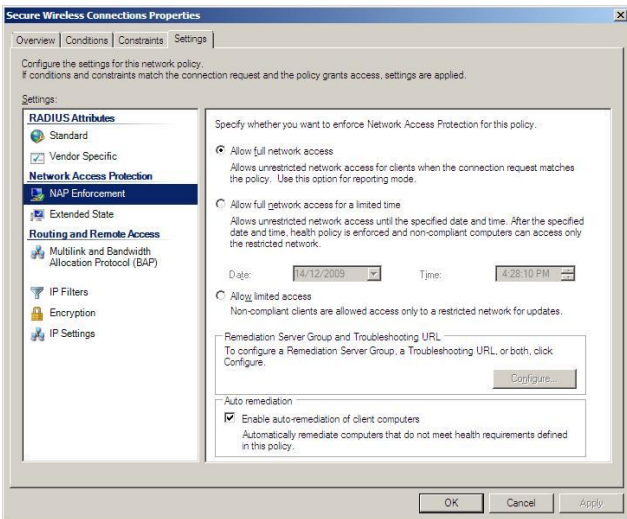 Secure Wireless Connections Properties
Overview Conditions Constraints Settings
Configure the settings for this network policy.
If conditions and constraints match the connection request and the policy grants access, settings are applied.
Settings:
RADIUS Attributes
Standard
Vendor Specific
Network Access Protection
NAP Enforcement
Extended State
Routing and Remote Access
Multilink and Bandwidth
Allocation Protocol (BAP)
IP Filters
Encryption
IP Settings
Specify whether you want to enforce Network Access Protection for this policy.
Allow full network access
Allows unrestricted network access for clients when the connection request matches
the policy. Use this option for reporting mode.
Allow full network access for a limited time
Allows unrestricted network access until the specified date and time. After the specified
date and time, health policy is enforced and non-compliant computers can access only
the restricted network.
Date: 14/12/2009 Time: 4:28:10 PM
Allow limited access
Non-compliant clients are allowed access only to a restricted network for updates.
Remediation Server Group and Troubleshooting URL
To configure a Remediation Server Group, a Troubleshooting URL, or both, click
Configure.
Configure...
Auto remediation
Enable auto-remediation of client computers
Automatically remediate computers that do not meet health requirements defined
in this policy.
OK Cancel Apply